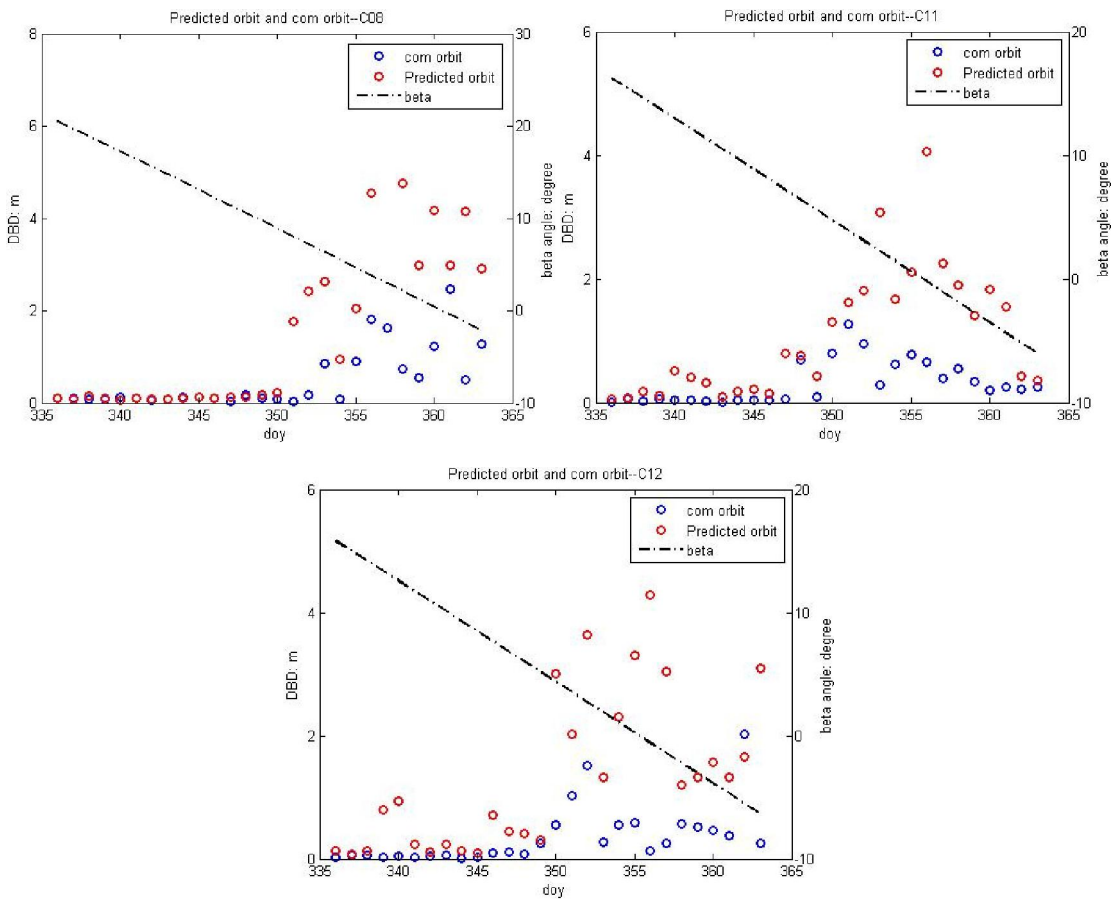 Predicted orbit and com orbit--C08
8
6
4
2
0
DBD: m
30
20
10
0
-10
beta angle: degree
com orbit
Predicted orbit
beta
335 340 345 350 355 360 365
doy
Predicted orbit and com orbit--C11
6
4
2
0
DBD: m
20
10
0
-10
beta angle: degree
com orbit
Predicted orbit
beta
335 340 345 350 355 360 365
doy
Predicted orbit and com orbit--C12
6
4
2
0
DBD: m
20
10
0
-10
beta angle: degree
com orbit
Predicted orbit
beta
335 340 345 350 355 360 365
doy